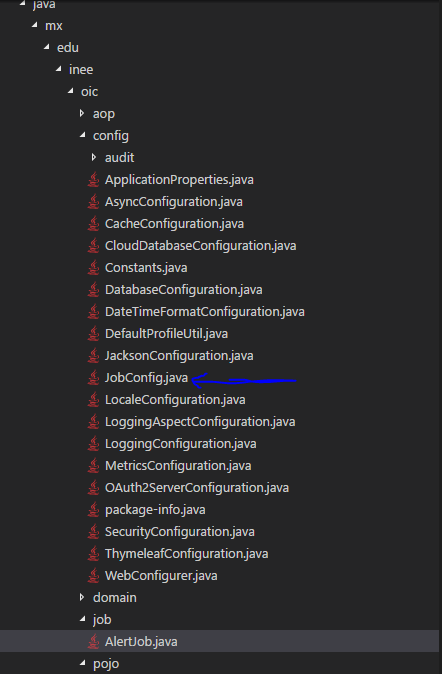 java
mx
edu
inee
oic
aop
config
audit
ApplicationProperties.java
AsyncConfiguration.java
CacheConfiguration.java
CloudDatabaseConfiguration.java
Constants.java
DatabaseConfiguration.java
DateTimeFormatConfiguration.java
DefaultProfileUtil.java
JacksonConfiguration.java
JobConfig.java
LocaleConfiguration.java
LoggingAspectConfiguration.java
LoggingConfiguration.java
MetricsConfiguration.java
OAuth2ServerConfiguration.java
package-info.java
SecurityConfiguration.java
ThymeleafConfiguration.java
WebConfigurer.java
domain
job
AlertJob.java
pojo